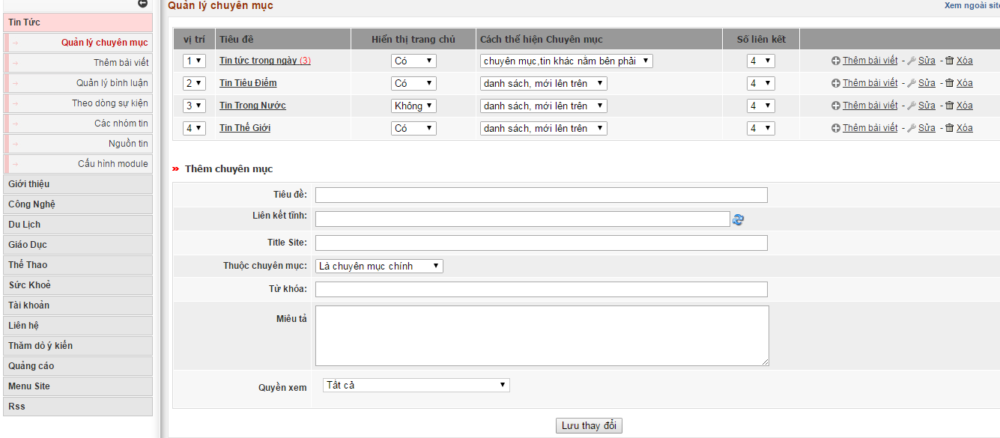 Quản lý chuyên mục
Xem ngoài site
Tin Tức
Quản lý chuyên mục
Thêm bài viết
Quản lý bình luận
Theo dòng sự kiện
Các nhóm tin
Nguồn tin
Cấu hình module
Giới thiệu
Công Nghệ
Du Lịch
Giáo Dục
Thể Thao
Sức Khoẻ
Tài khoản
Liên hệ
Thăm dò ý kiến
Quảng cáo
Menu Site
Rss
vị trí Tiêu đề Hiển thị trang chủ Cách thể hiện Chuyên mục Số liên kết
1 Tin tức trong ngày (3) Có chuyên mục,tin khác nằm bên phải 4 Thêm bài viết - Sửa - Xóa
2 Tin Tiêu Điểm Có danh sách, mới lên trên 4 Thêm bài viết - Sửa - Xóa
3 Tin Trong Nước Không danh sách, mới lên trên 4 Thêm bài viết - Sửa - Xóa
4 Tin Thế Giới Có danh sách, mới lên trên 4 Thêm bài viết - Sửa - Xóa
» Thêm chuyên mục
Tiêu đề:
Liên kết tĩnh:
Title Site:
Thuộc chuyên mục: Là chuyên mục chính
Từ khóa:
Miêu tả
Quyền xem Tất cả
Lưu thay đổi